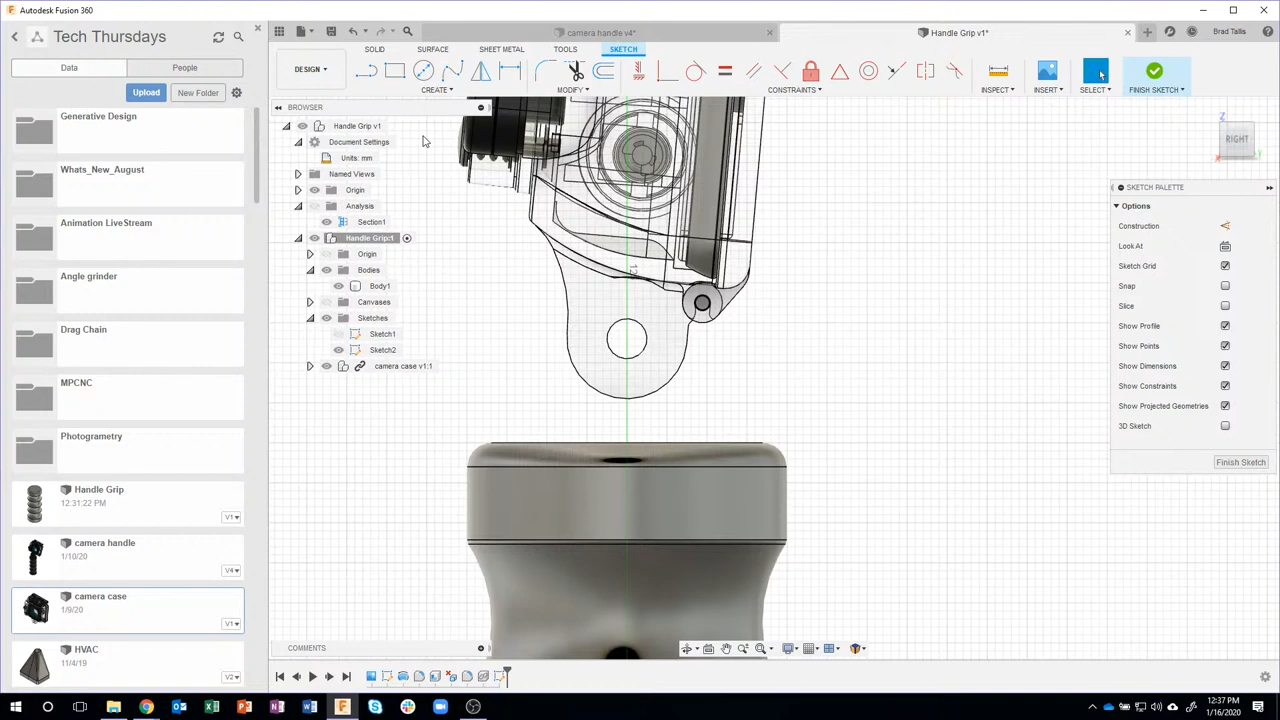 Autodesk Fusion 360
Tech Thursdays
camera handle v4*
Handle Grip v1*
Brad Tallis
Data
People
SOLID
SURFACE
SHEET METAL
TOOLS
SKETCH
DESIGN
Upload
New Folder
CREATE
MODIFY
CONSTRAINTS
INSPECT
INSERT
SELECT
FINISH SKETCH
BROWSER
Generative Design
Whats_New_August
Animation LiveStream
Angle grinder
Drag Chain
MPCNC
Photogrametry
Handle Grip
12:31:22 PM
V1
camera handle
1/10/20
V4
camera case
1/9/20
V1
HVAC
11/4/19
V2
Handle Grip v1
Document Settings
Units: mm
Named Views
Origin
Analysis
Section1
Handle Grip:1
Origin
Bodies
Body1
Canvases
Sketches
Sketch1
Sketch2
camera case v1:1
RIGHT
Z
X
Y
SKETCH PALETTE
Options
Construction
Look At
Sketch Grid
Snap
Slice
Show Profile
Show Points
Show Dimensions
Show Constraints
Show Projected Geometries
3D Sketch
Finish Sketch
COMMENTS
12:37 PM
1/16/2020